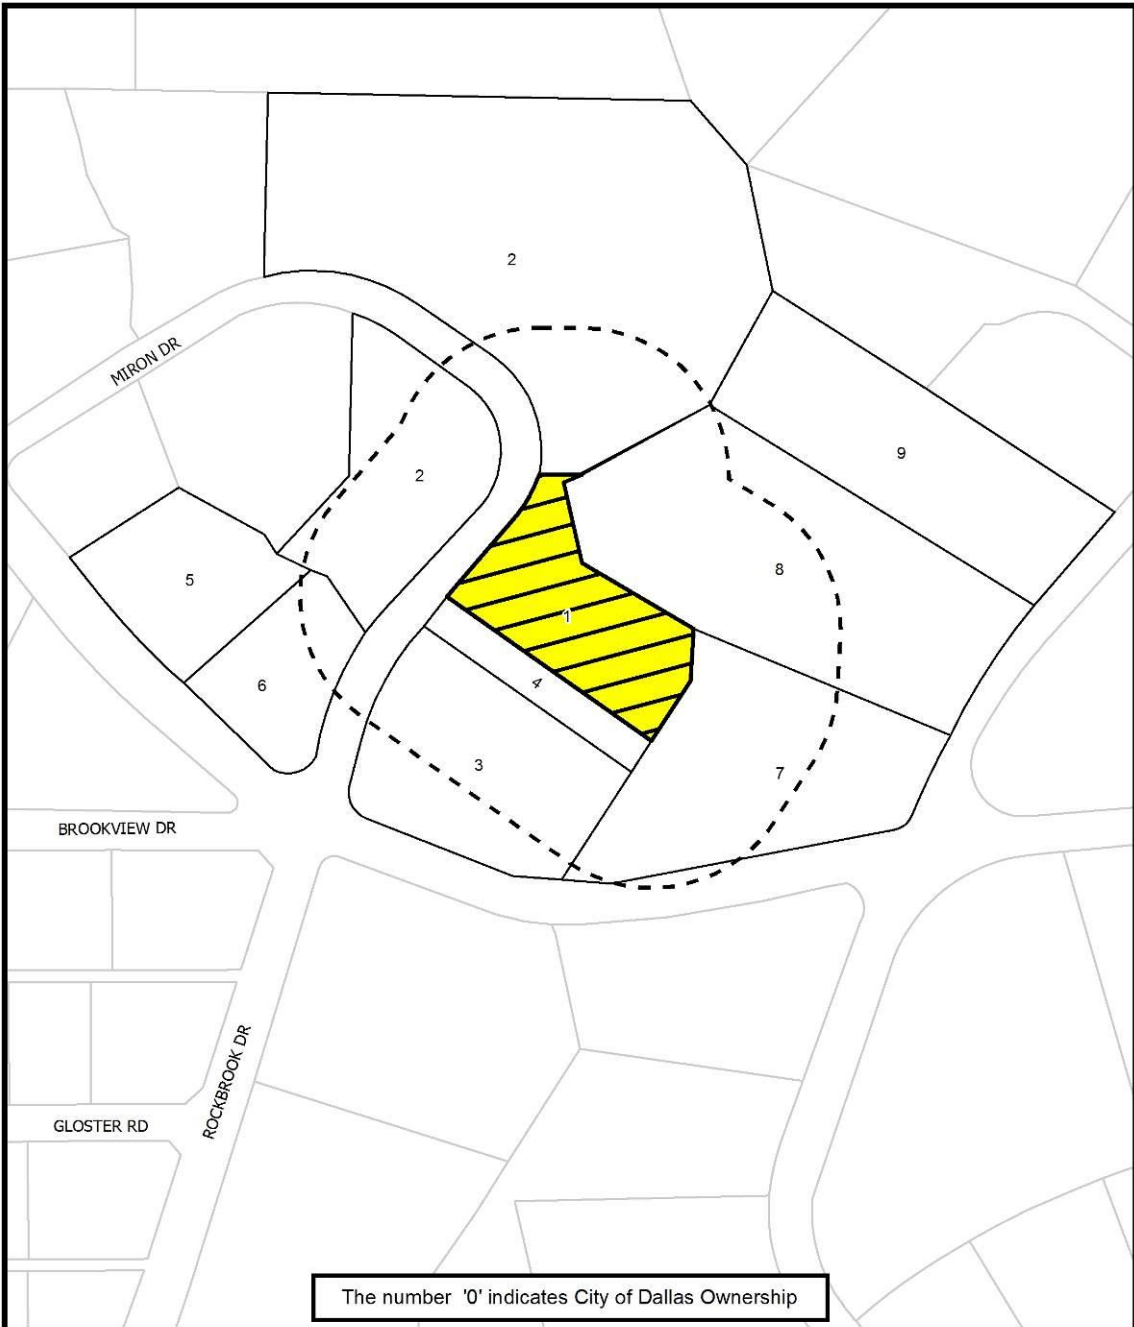 2
MIRON DR
9
2
8
5
1
4
6
3
7
BROOKVIEW DR
ROCKBROOK DR
GLOSTER RD
The number '0' indicates City of Dallas Ownership